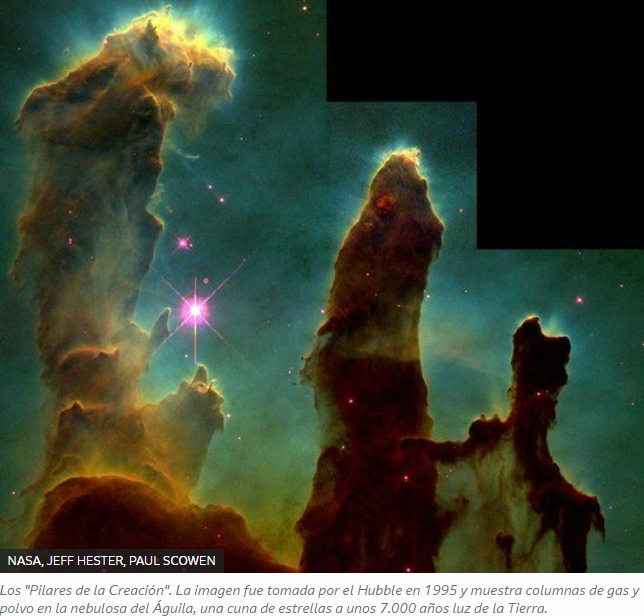 NASA, JEFF HESTER, PAUL SCOWEN
Los "Pilares de la Creación". La imagen fue tomada por el Hubble en 1995 y muestra columnas de gas y
polvo en la nebulosa del Águila, una cuna de estrellas a unos 7.000 años luz de la Tierra.